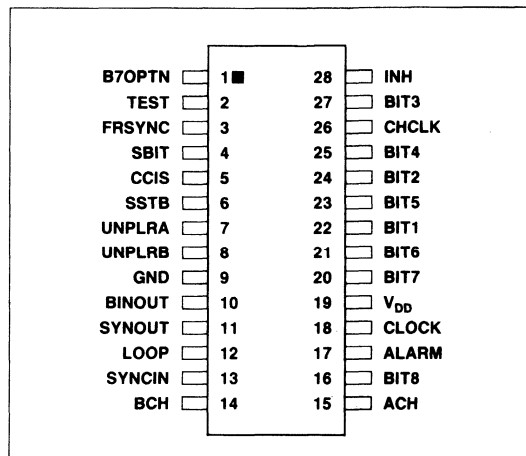 B7OPTN 1 28 INH
TEST 2 27 BIT3
FRSYNC 3 26 CHCLK
SBIT 4 25 BIT4
CCIS 5 24 BIT2
SSTB 6 23 BIT5
UNPLRA 7 22 BIT1
UNPLRB 8 21 BIT6
GND 9 20 BIT7
BINOUT 10 19 VDD
SYNOUT 11 18 CLOCK
LOOP 12 17 ALARM
SYNCIN 13 16 BIT8
BCH 14 15 ACH